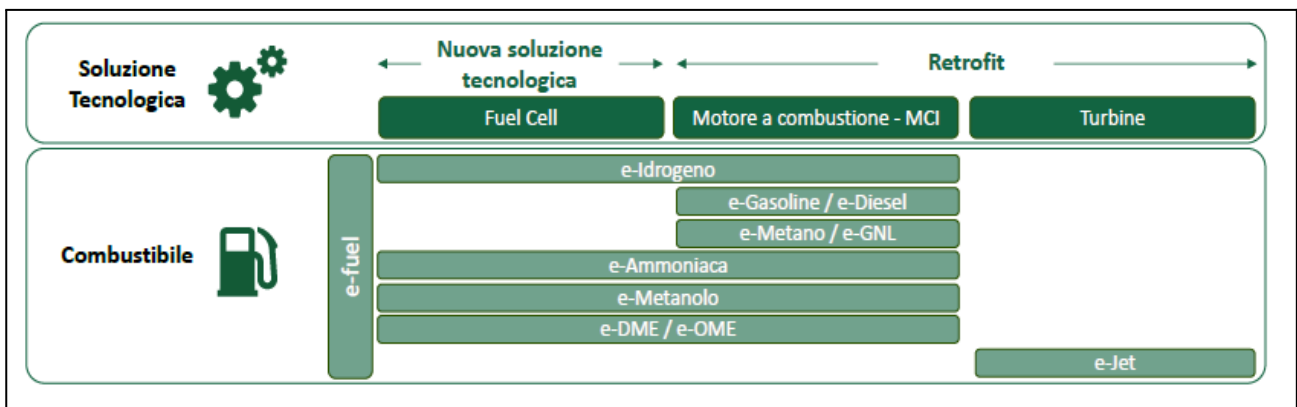 Soluzione
Tecnologica
Nuova soluzione
tecnologica
Retrofit
Fuel Cell
Motore a combustione - MCI
Turbine
Combustibile
e-fuel
e-Idrogeno
e-Gasoline / e-Diesel
e-Metano / e-GNL
e-Ammoniaca
e-Metanolo
e-DME / e-OME
e-Jet